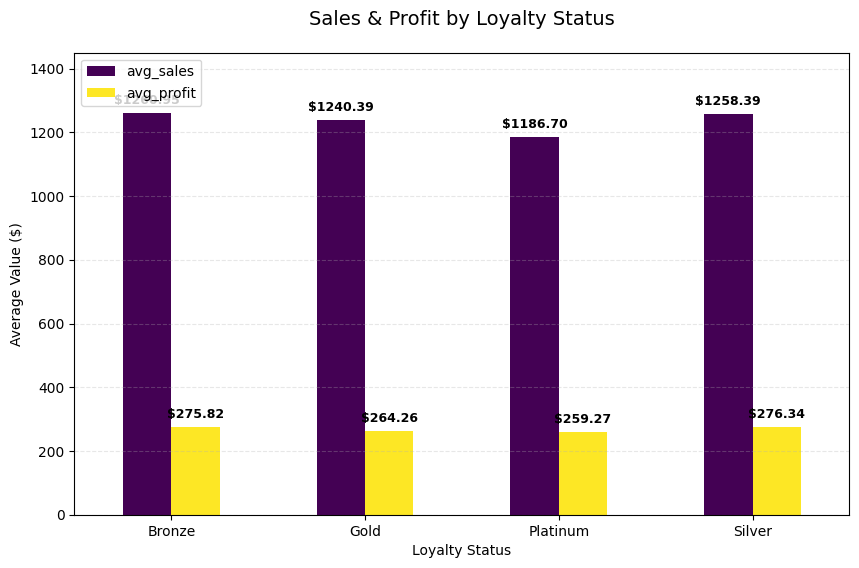 Sales & Profit by Loyalty Status
avg_sales
avg_profit
$1240.39
$1186.70
$1258.39
$275.82
$264.26
$259.27
$276.34
1400
1200
1000
800
600
400
200
0
Average Value ($)
Bronze
Gold
Platinum
Silver
Loyalty Status